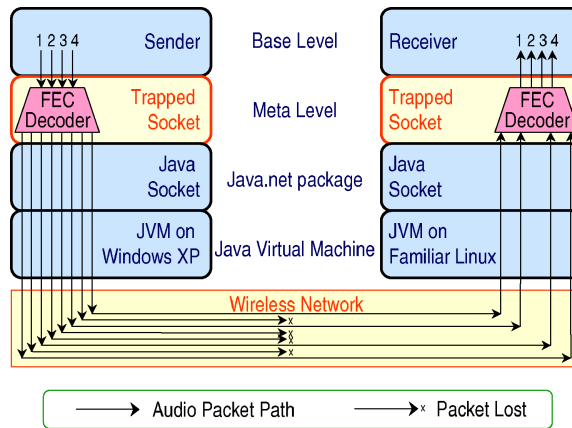 1 2 3 4 Sender
Base Level
Receiver 1 2 3 4
FEC Decoder
Trapped Socket
Meta Level
Trapped Socket
FEC Decoder
Java Socket
Java.net package
Java Socket
JVM on Windows XP
Java Virtual Machine
JVM on Familiar Linux
Wireless Network
x
x
x
x
Audio Packet Path
x Packet Lost